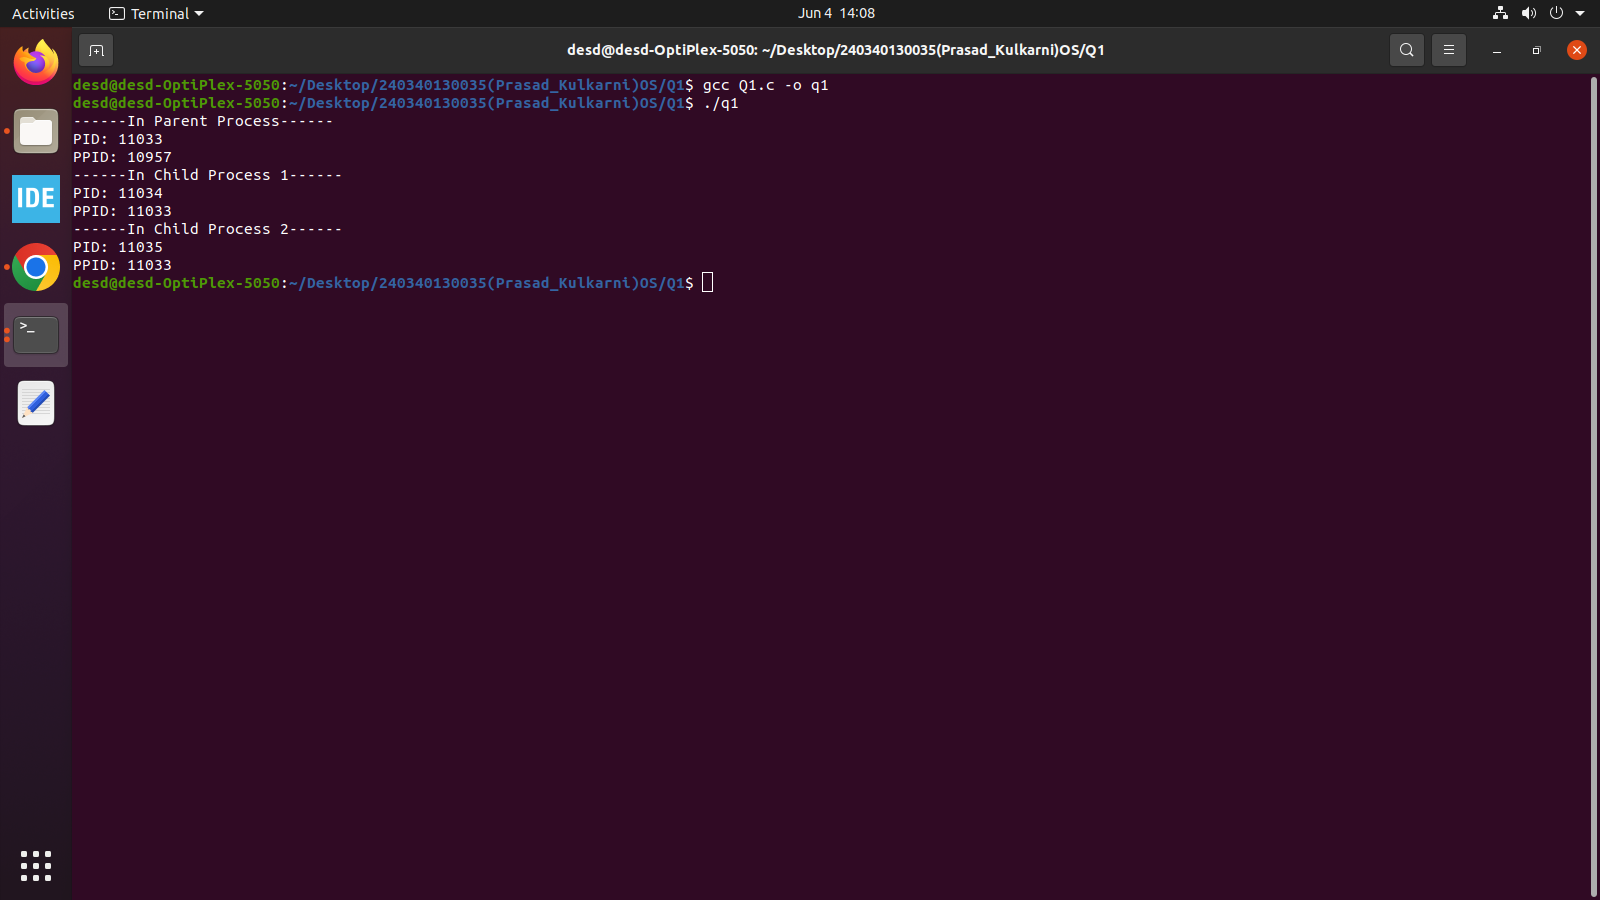 Activities
Terminal
Jun 4 14:08
desd@desd-OptiPlex-5050: ~/Desktop/240340130035(Prasad_Kulkarni)OS/Q1
desd@desd-OptiPlex-5050:~/Desktop/240340130035(Prasad_Kulkarni)OS/Q1$ gcc Q1.c -o q1
desd@desd-OptiPlex-5050:~/Desktop/240340130035(Prasad_Kulkarni)OS/Q1$ ./q1
------In Parent Process------
PID: 11033
PPID: 10957
------In Child Process 1------
PID: 11034
PPID: 11033
------In Child Process 2------
PID: 11035
PPID: 11033
desd@desd-OptiPlex-5050:~/Desktop/240340130035(Prasad_Kulkarni)OS/Q1$
IDE
>_